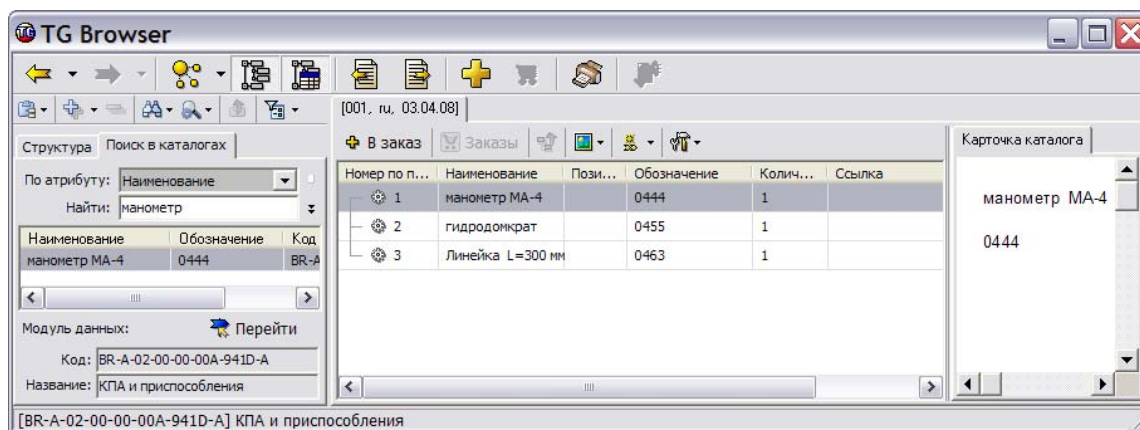 TG Browser
[001, ru, 03.04.08]
Структура Поиск в каталогах
По атрибуту: Наименование
Найти: манометр
Наименование Обозначение Код
манометр МА-4 0444 BR-A
Модуль данных: Перейти
Код: BR-A-02-00-00-00A-941D-A
Название: КПА и приспособления
В заказ Заказы
Номер по п... Наименование Пози... Обозначение Колич... Ссылка
1 манометр МА-4 0444 1
2 гидродомкрат 0455 1
3 Линейка L=300 мм 0463 1
Карточка каталога
манометр МА-4
0444
[BR-A-02-00-00-00A-941D-A] КПА и приспособления